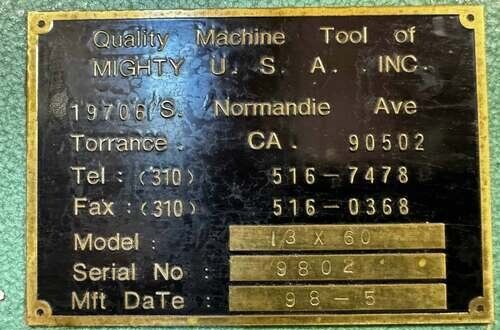 Quality Machine Tool of
MIGHTY U. S. A. INC.
19706 S. Normandie Ave
Torrance. CA. 90502
Tel : (310) 516-7478
Fax : (310) 516-0368
Model : 13 X 60
Serial No : 9802
Mft DaTe : 98-5